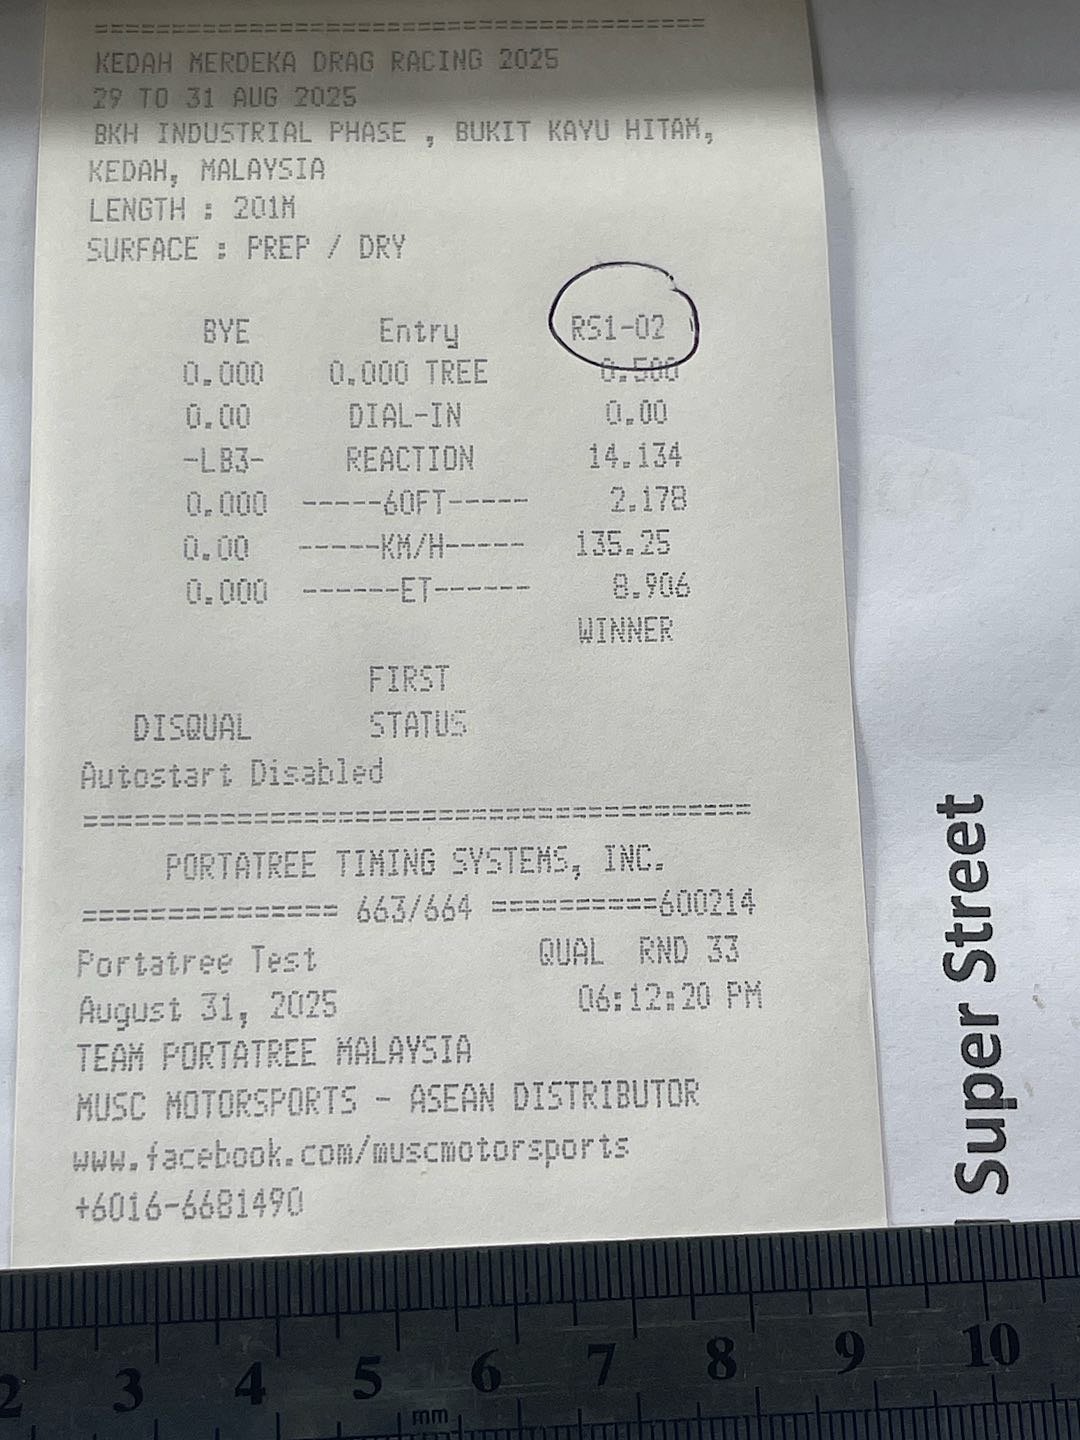 =======================================
KEDAH MERDEKA DRAG RACING 2025
29 TO 31 AUG 2025
BKH INDUSTRIAL PHASE , BUKIT KAYU HITAM,
KEDAH, MALAYSIA
LENGTH : 201M
SURFACE : PREP / DRY
BYE Entry RS1-02
0.000 0.000 TREE 0.500
0.00 DIAL-IN 0.00
-LB3- REACTION 14.134
0.000 -----60FT----- 2.178
0.00 -----KM/H----- 135.25
0.000 ------ET------ 8.906
WINNER
FIRST
DISQUAL STATUS
Autostart Disabled
=======================================
PORTATREE TIMING SYSTEMS, INC.
=============== 663/664 ==========600214
Portatree Test QUAL RND 33
August 31, 2025 06:12:20 PM
TEAM PORTATREE MALAYSIA
MUSC MOTORSPORTS - ASEAN DISTRIBUTOR
www.facebook.com/muscmotorsports
+6016-6681490
Super Street
2 3 4 5 6 7 8 9 10
mm